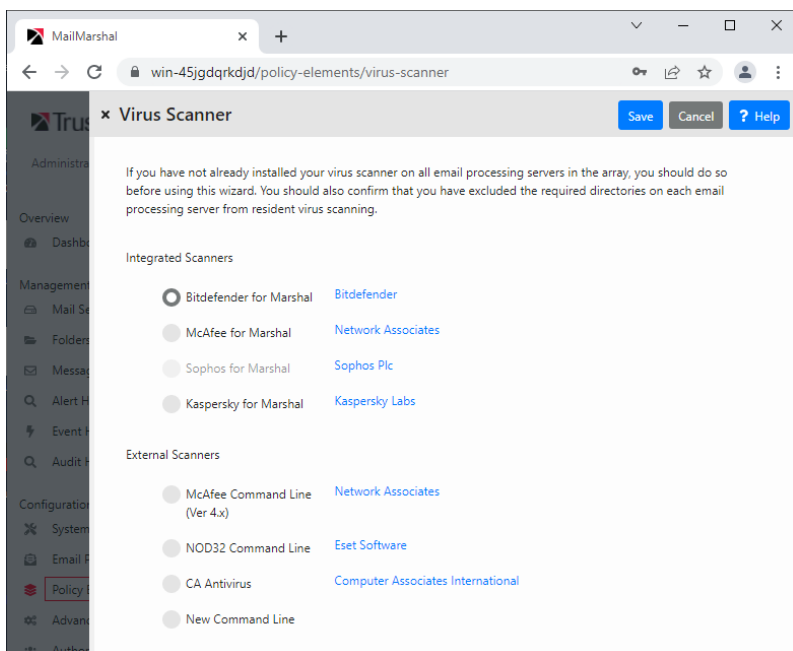 MailMarshal
win-45jgdqrkdjd/policy-elements/virus-scanner
Virus Scanner
Save
Cancel
? Help
If you have not already installed your virus scanner on all email processing servers in the array, you should do so
before using this wizard. You should also confirm that you have excluded the required directories on each email
processing server from resident virus scanning.
Overview
Management
Integrated Scanners
Bitdefender for Marshal Bitdefender
McAfee for Marshal Network Associates
Sophos for Marshal Sophos Plc
Kaspersky for Marshal Kaspersky Labs
External Scanners
McAfee Command Line Network Associates
(Ver 4.x)
NOD32 Command Line Eset Software
CA Antivirus Computer Associates International
New Command Line
Trus
Administra
Dashbo
Mail Se
Folders
Messag
Alert H
Event H
Audit H
Configuration
System
Email P
Policy E
Advanc